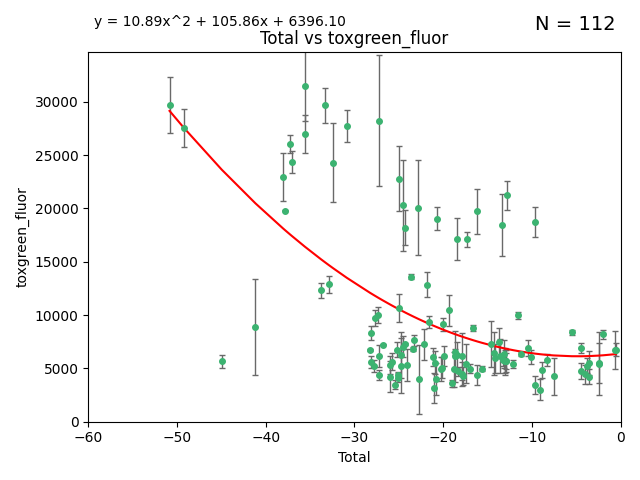 y = 10.89x^2 + 105.86x + 6396.10
N = 112
Total vs toxgreen_fluor
toxgreen_fluor
30000
25000
20000
15000
10000
5000
0
−60
−50
−40
−30
−20
−10
0
Total